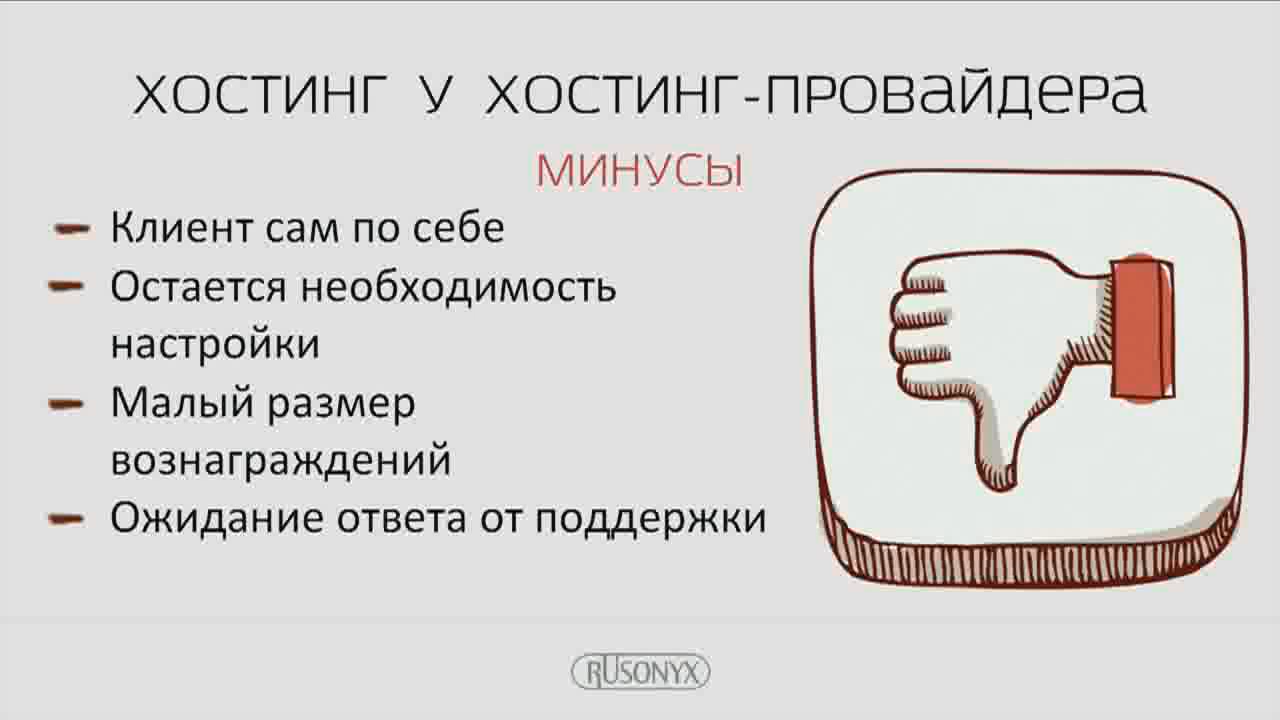 ХОСТИНГ У ХОСТИНГ-ПРОВАЙДЕРА
МИНУСЫ
Клиент сам по себе
Остается необходимость
настройки
Малый размер
вознаграждений
Ожидание ответа от поддержки
RUSONYX